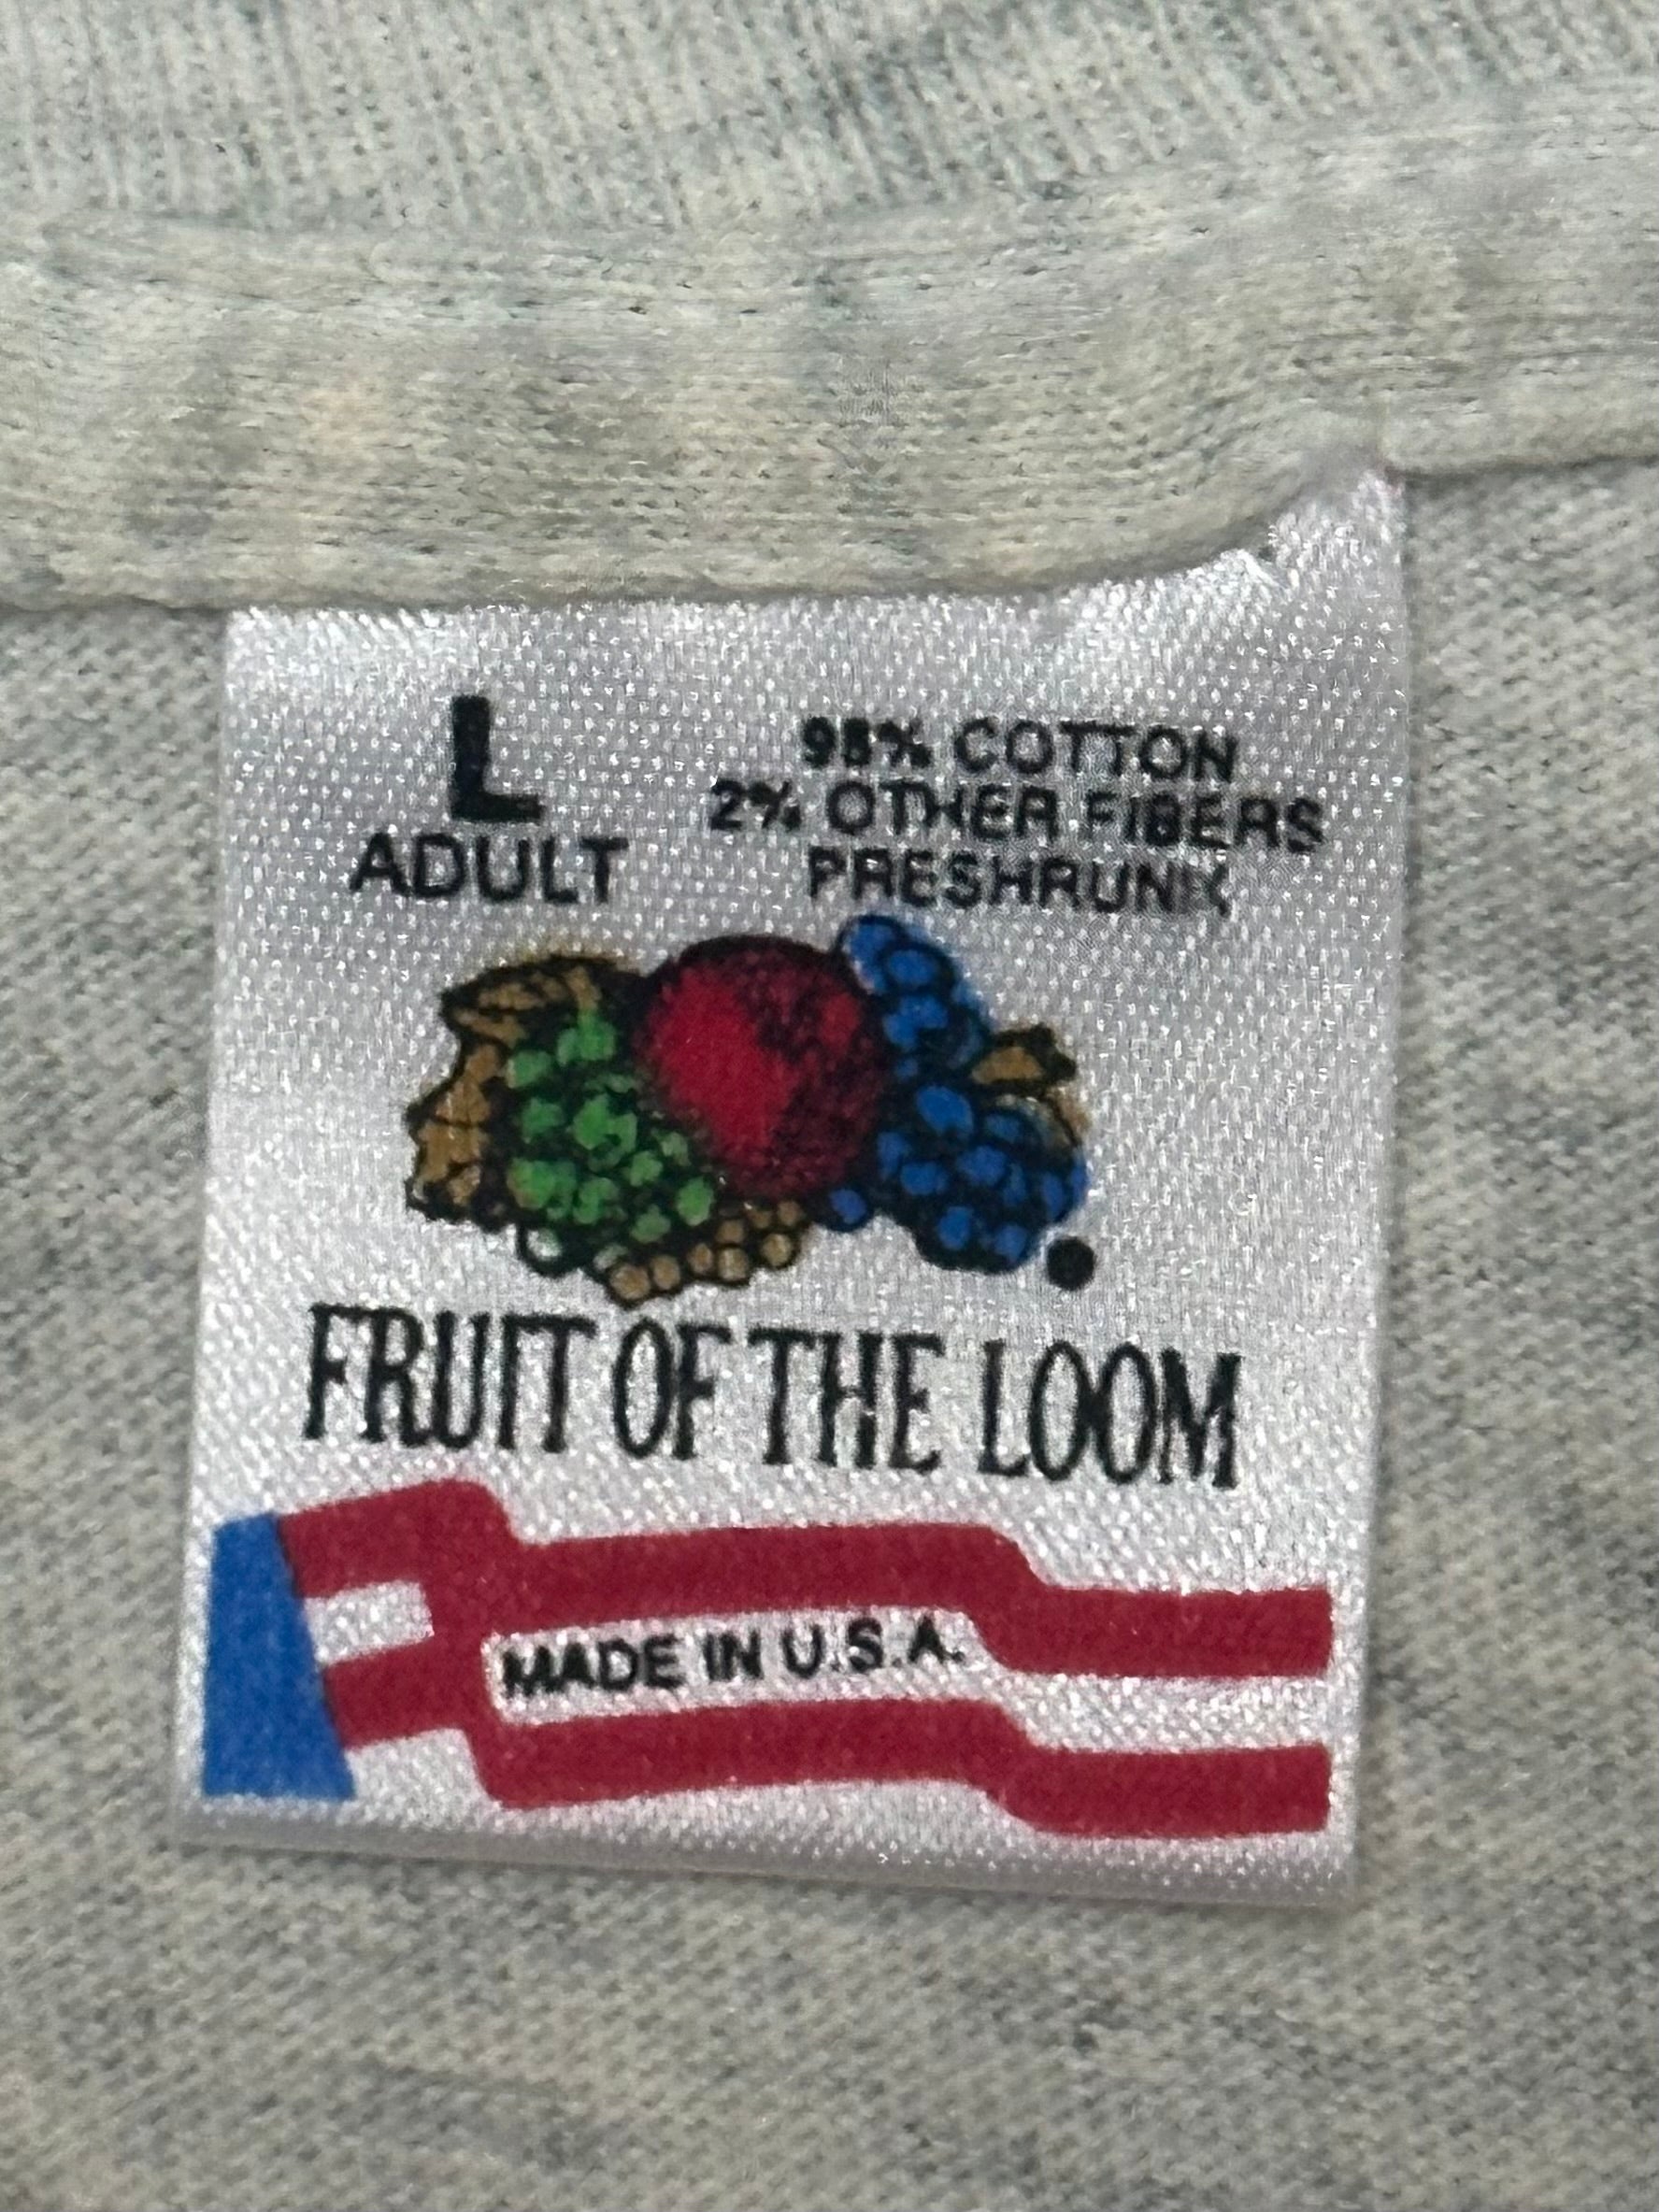 L
ADULT
98% COTTON
2% OTHER FIBERS
PRESHRUNK
FRUIT OF THE LOOM
MADE IN U.S.A.